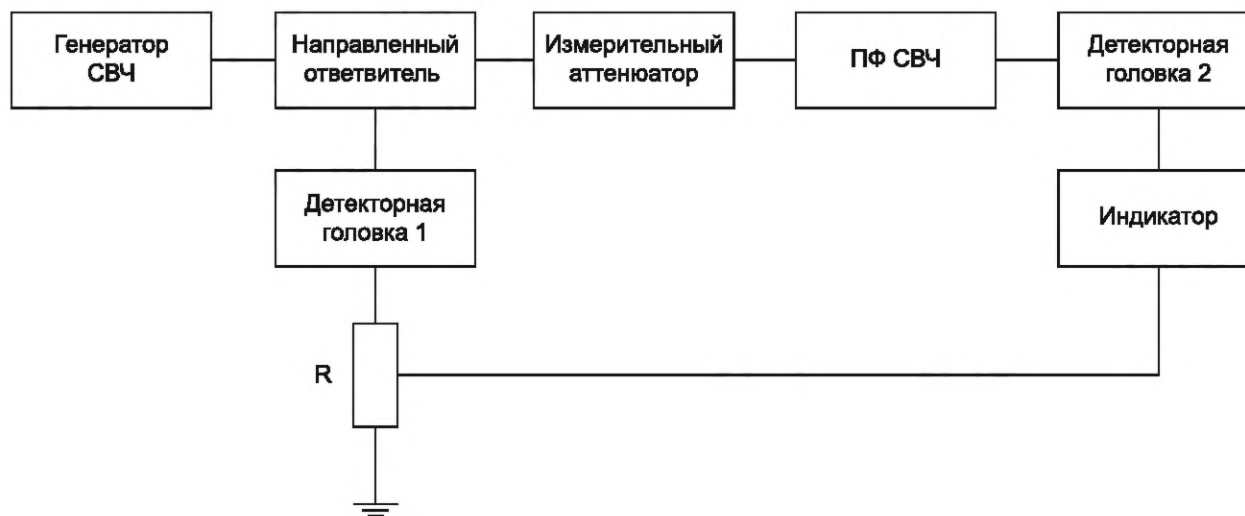 Генератор
СВЧ
Направленный
ответвитель
Измерительный
аттенюатор
ПФ СВЧ
Детекторная
головка 2
Детекторная
головка 1
Индикатор
R